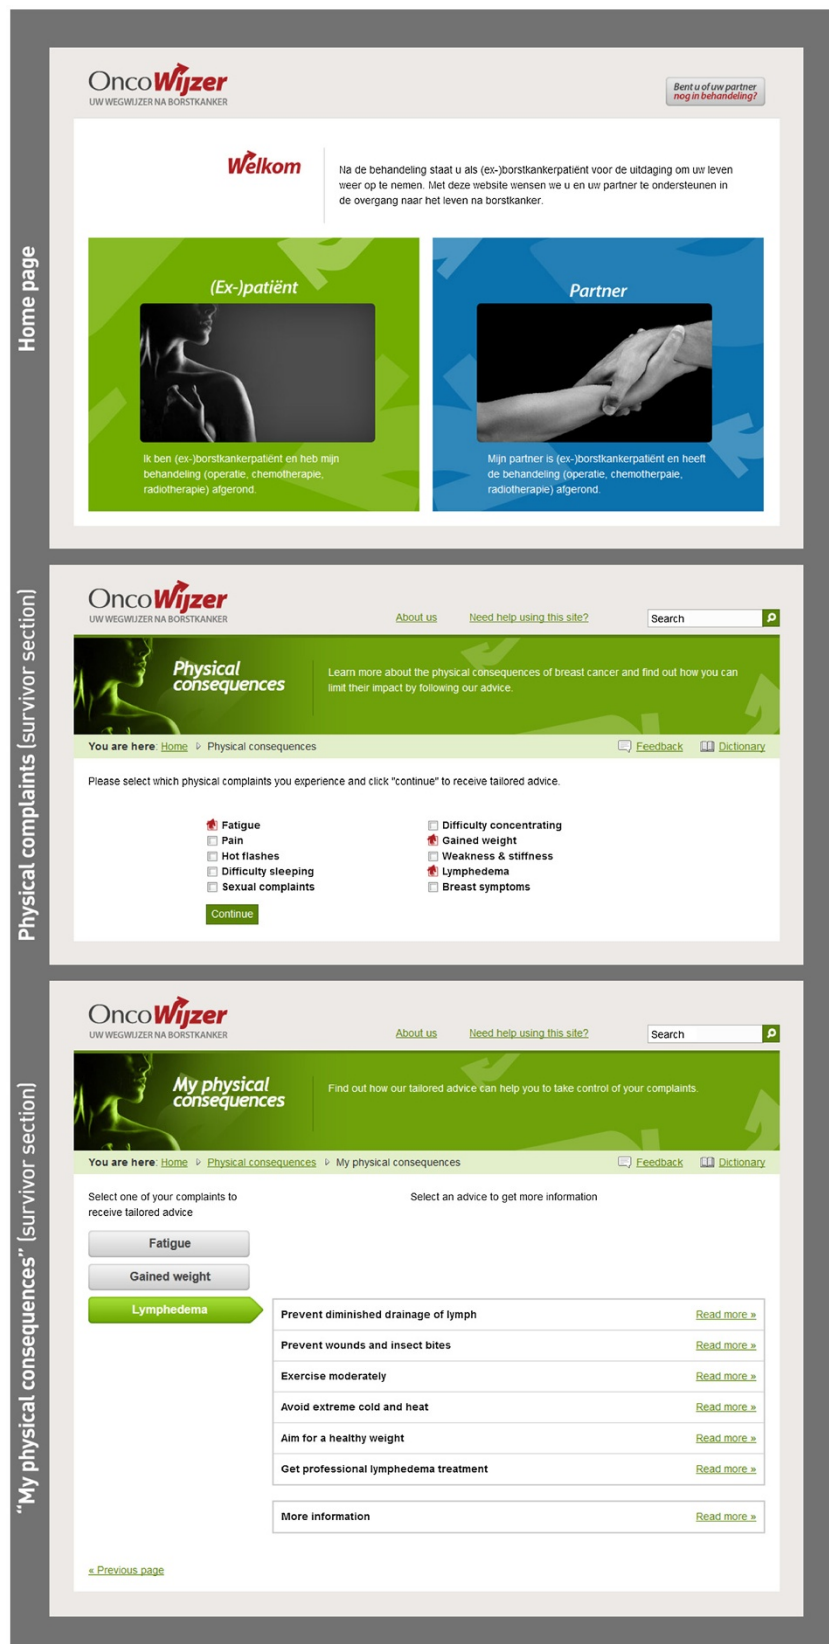 Home page
OncoWijzer
UW WEGWIJZER NA BORSTKANKER
Bent u of uw partner
nog in behandeling?
Welkom
Na de behandeling staat u als (ex-)borstkankerpatiënt voor de uitdaging om uw leven
weer op te nemen. Met deze website wensen we u en uw partner te ondersteunen in
de overgang naar het leven na borstkanker.
(Ex-)patiënt
Ik ben (ex-)borstkankerpatiënt en heb mijn
behandeling (operatie, chemotherapie,
radiotherapie) afgerond.
Partner
Mijn partner is (ex-)borstkankerpatiënt en heeft
de behandeling (operatie, chemotherpaie,
radiotherapie) afgerond.
Physical complaints (survivor section)
OncoWijzer
UW WEGWIJZER NA BORSTKANKER
About us
Need help using this site?
Search
Physical
consequences
Learn more about the physical consequences of breast cancer and find out how you can
limit their impact by following our advice.
You are here: Home Physical consequences
Feedback
Dictionary
Please select which physical complaints you experience and click "continue" to receive tailored advice.
Fatigue
Pain
Hot flashes
Difficulty sleeping
Sexual complaints
Difficulty concentrating
Gained weight
Weakness & stiffness
Lymphedema
Breast symptoms
Continue
"My physical consequences" (survivor section)
OncoWijzer
UW WEGWIJZER NA BORSTKANKER
About us
Need help using this site?
Search
My physical
consequences
Find out how our tailored advice can help you to take control of your complaints.
You are here: Home Physical consequences My physical consequences
Feedback
Dictionary
Select one of your complaints to
receive tailored advice
Select an advice to get more information
Fatigue
Gained weight
Lymphedema
Prevent diminished drainage of lymph Read more »
Prevent wounds and insect bites Read more »
Exercise moderately Read more »
Avoid extreme cold and heat Read more »
Aim for a healthy weight Read more »
Get professional lymphedema treatment Read more »
More information Read more »
« Previous page